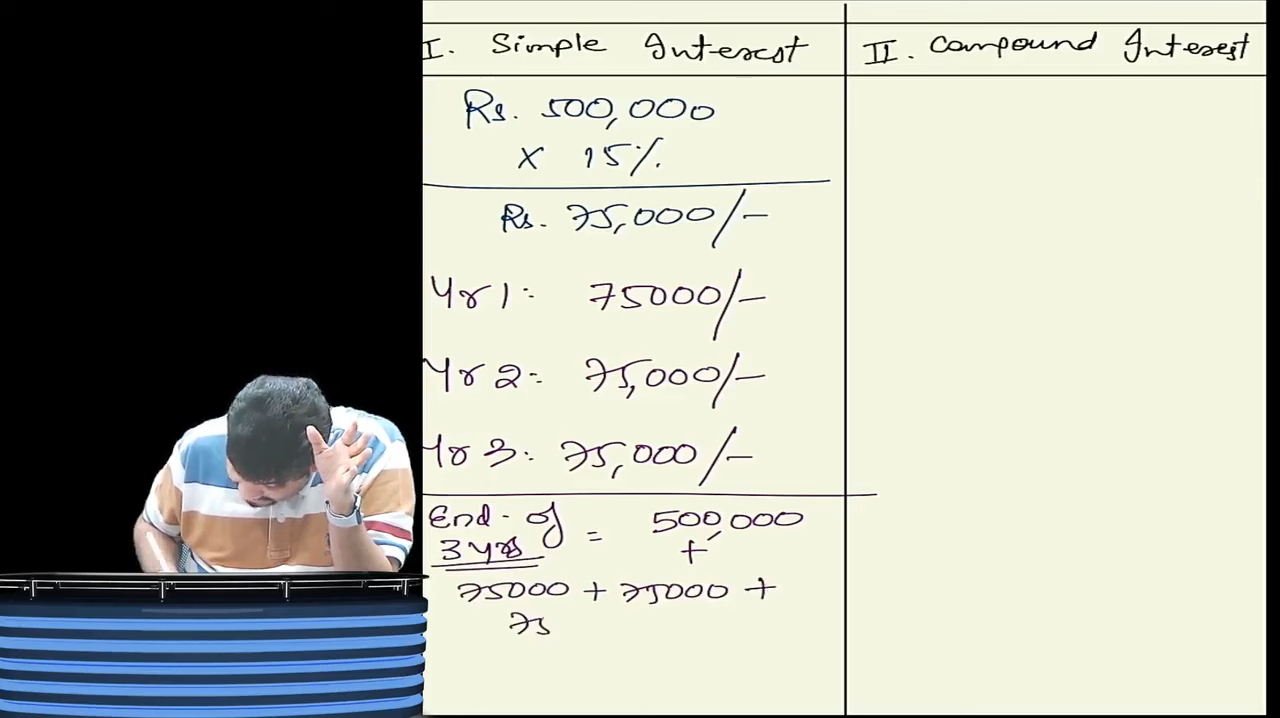 I. Simple Interest
Rs. 500,000
X 15%
Rs. 75,000/-
Yr 1:- 75000/-
Yr 2:- 75,000/-
Yr 3:- 75,000/-
End of = 500,000
3 yrs +
75000 + 75000 +
75
II. Compound Interest